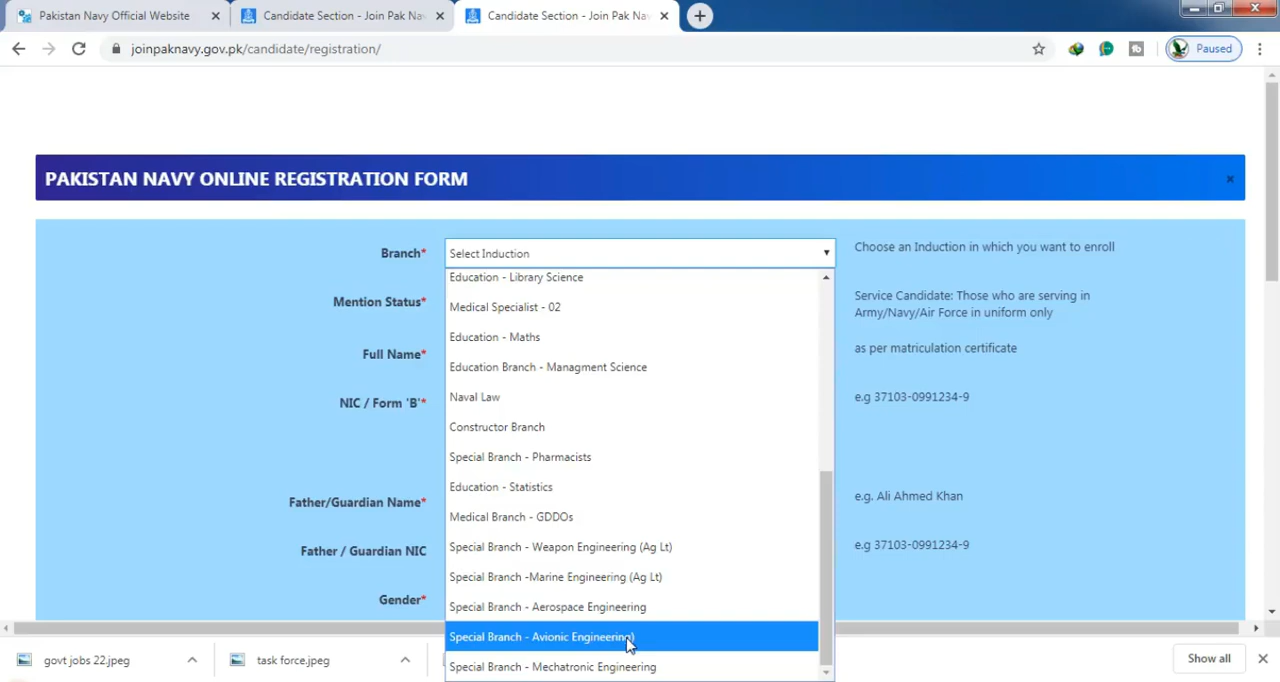 Pakistan Navy Official Website
Candidate Section - Join Pak Nav
Candidate Section - Join Pak Nav
joinpaknavy.gov.pk/candidate/registration/
Paused
PAKISTAN NAVY ONLINE REGISTRATION FORM
Branch*
Select Induction
Choose an Induction in which you want to enroll
Education - Library Science
Mention Status*
Service Candidate: Those who are serving in
Army/Navy/Air Force in uniform only
Medical Specialist - 02
Education - Maths
Full Name*
as per matriculation certificate
Education Branch - Managment Science
NIC / Form 'B'*
Naval Law
e.g 37103-0991234-9
Constructor Branch
Special Branch - Pharmacists
Education - Statistics
Father/Guardian Name*
e.g. Ali Ahmed Khan
Medical Branch - GDDOs
Special Branch - Weapon Engineering (Ag Lt)
Father / Guardian NIC
e.g 37103-0991234-9
Special Branch -Marine Engineering (Ag Lt)
Gender*
Special Branch - Aerospace Engineering
Special Branch - Avionic Engineering)
Special Branch - Mechatronic Engineering
govt jobs 22.jpeg
task force.jpeg
Show all